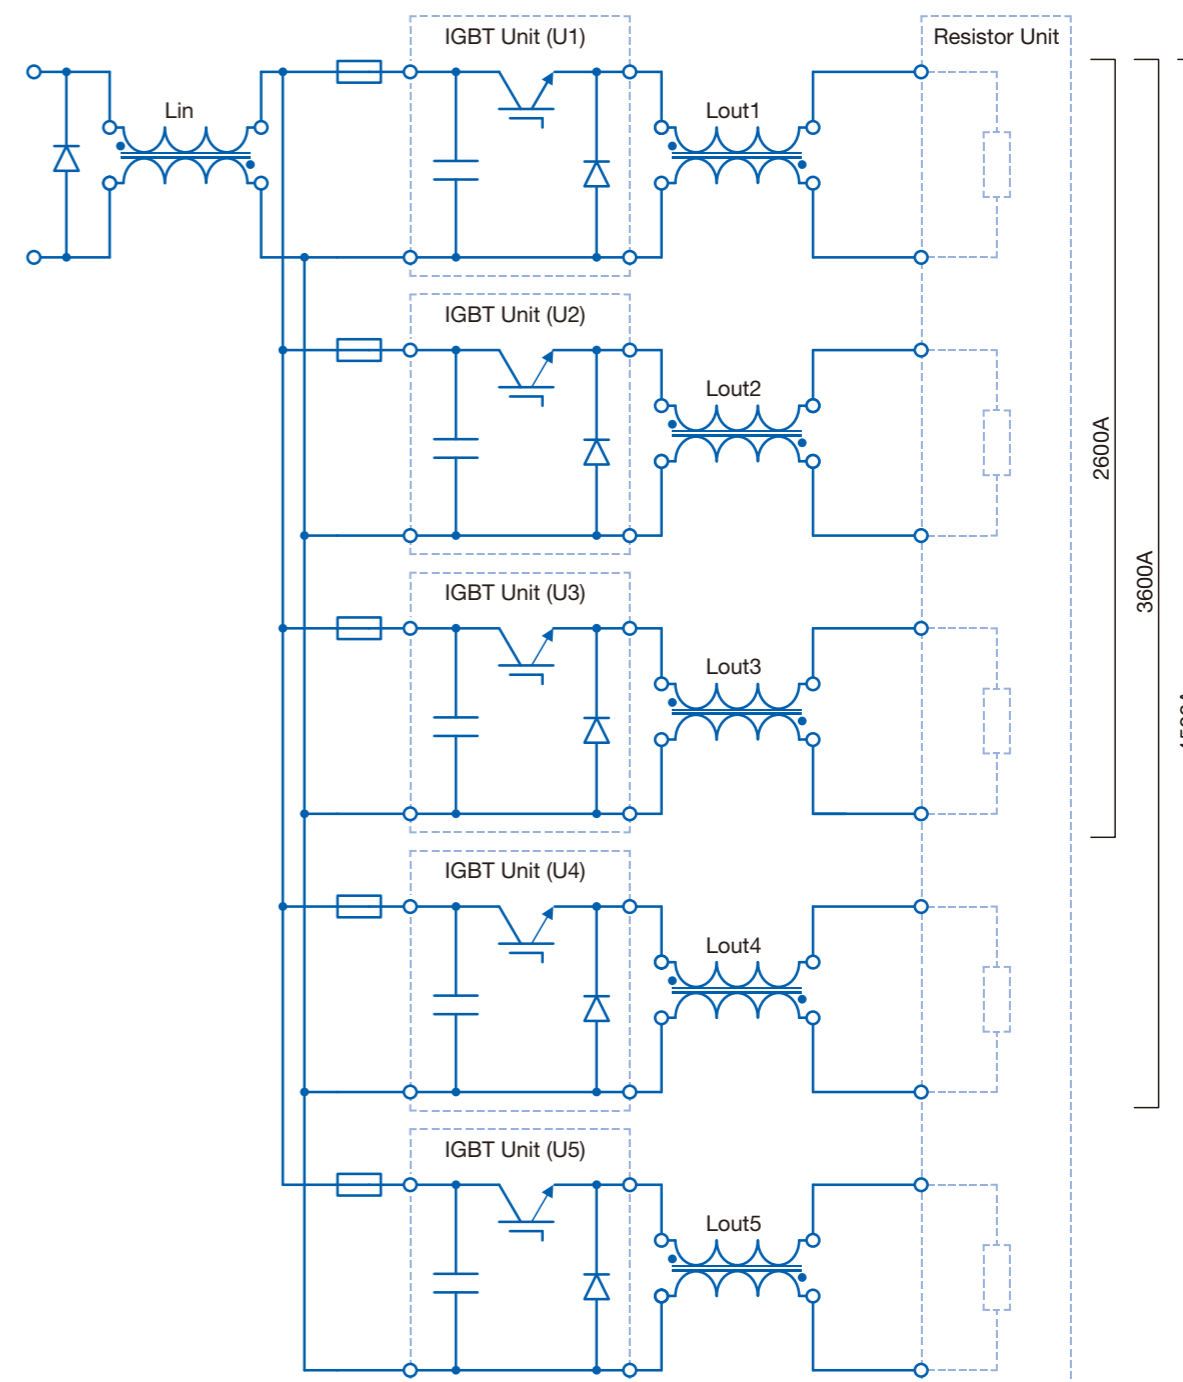 IGBT Unit (U1)
Resistor Unit
Lin
Lout1
IGBT Unit (U2)
Lout2
2600A
IGBT Unit (U3)
3600A
Lout3
IGBT Unit (U4)
Lout4
IGBT Unit (U5)
Lout5